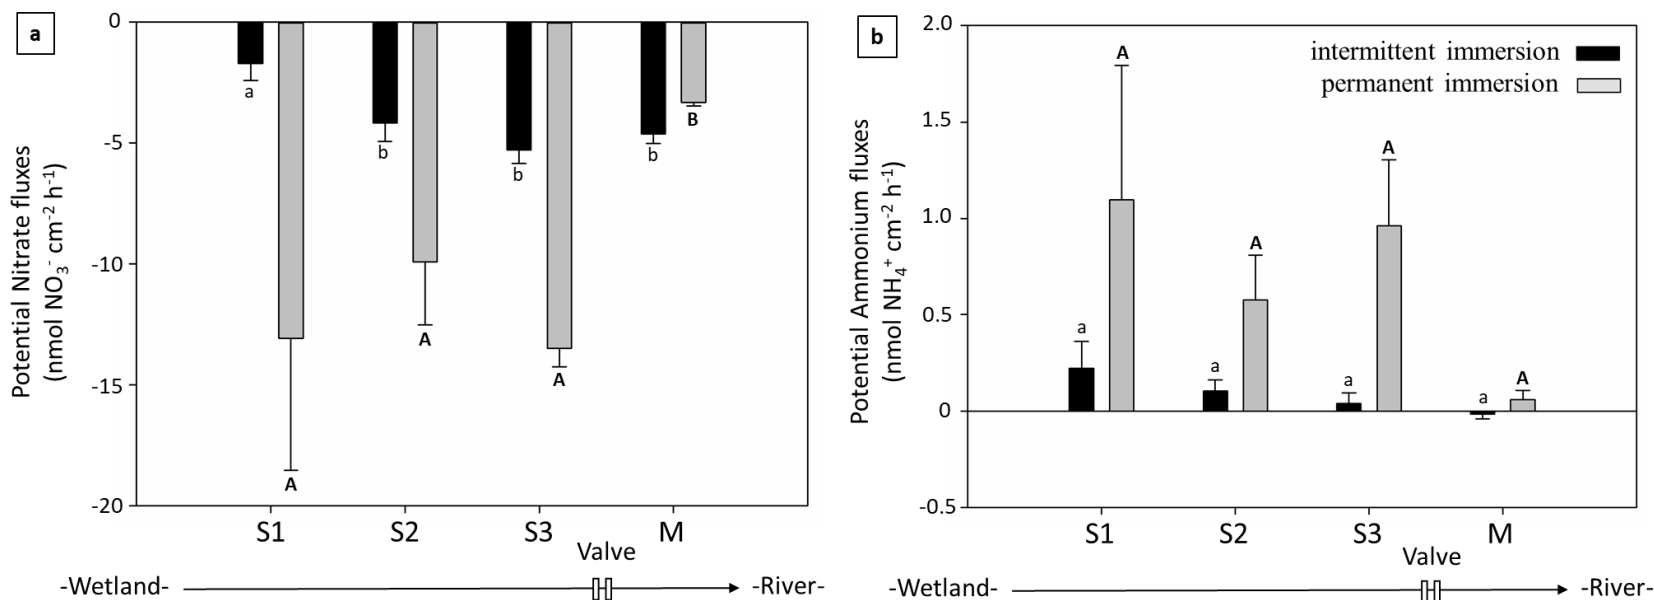 a
0
-5
-10
-15
-20
Potential Nitrate fluxes
(nmol NO₃⁻ cm⁻² h⁻¹)
a
A
b
A
b
A
b
B
S1 S2 S3 M
Valve
-Wetland- -River-
b
2.0
1.5
1.0
0.5
0
-0.5
Potential Ammonium fluxes
(nmol NH₄⁺ cm⁻² h⁻¹)
intermittent immersion
permanent immersion
a
A
a
A
a
A
a
A
S1 S2 S3 M
Valve
-Wetland- -River-